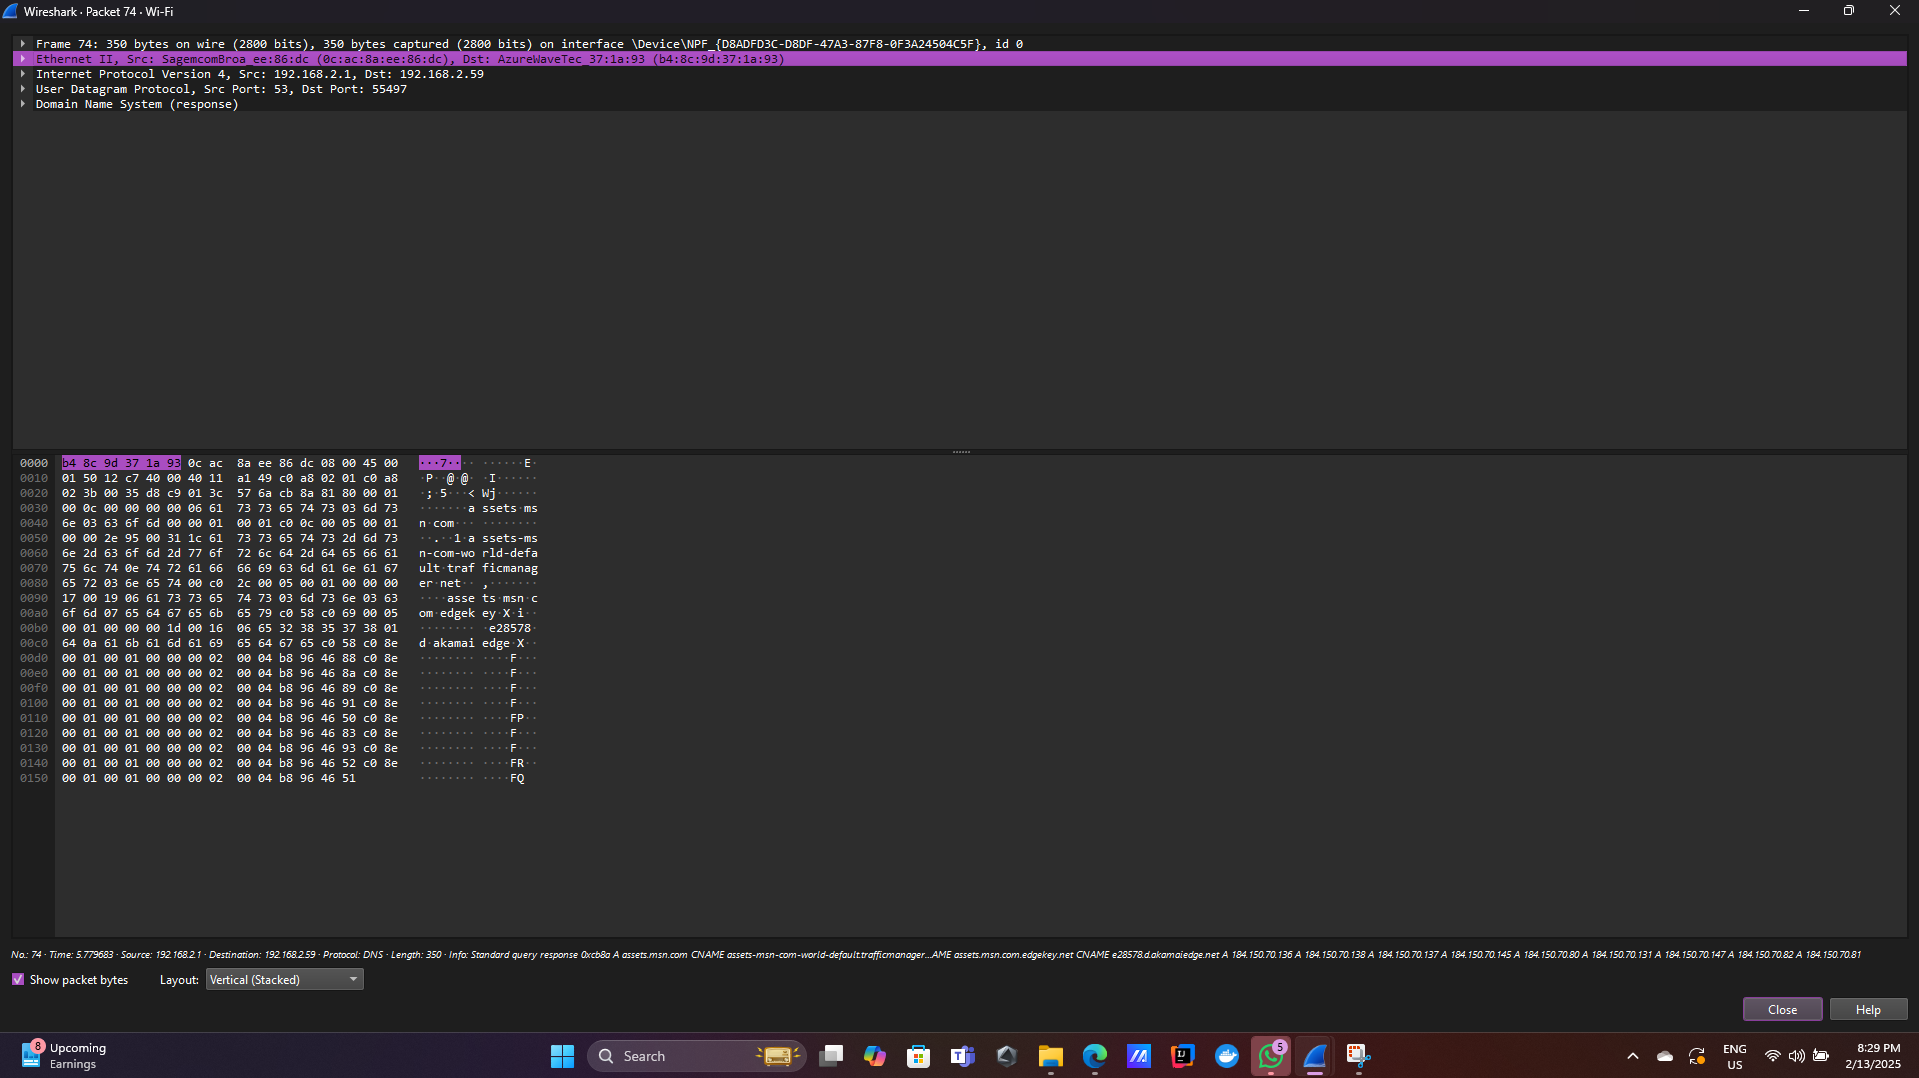 Wireshark · Packet 74 · Wi-Fi
Frame 74: 350 bytes on wire (2800 bits), 350 bytes captured (2800 bits) on interface \Device\NPF_{D8ADFD3C-D8DF-47A3-87F8-0F3A24504C5F}, id 0
Ethernet II, Src: SagemcomBroa_ee:86:dc (0c:ac:8a:ee:86:dc), Dst: AzureWaveTec_37:1a:93 (b4:8c:9d:37:1a:93)
Internet Protocol Version 4, Src: 192.168.2.1, Dst: 192.168.2.59
User Datagram Protocol, Src Port: 53, Dst Port: 55497
Domain Name System (response)
0000 b4 8c 9d 37 1a 93 0c ac 8a ee 86 dc 08 00 45 00 ···7···· ······E·
0010 01 50 12 c7 40 00 40 11 a1 49 c0 a8 02 01 c0 a8 ·P··@·@· ·I······
0020 02 3b 00 35 d8 c9 01 3c 57 6a cb 8a 81 80 00 01 ·;·5···< Wj······
0030 00 0c 00 00 00 00 06 61 73 73 65 74 73 03 6d 73 ·······a ssets·ms
0040 6e 03 63 6f 6d 00 00 01 00 01 c0 0c 00 05 00 01 n·com··· ········
0050 00 00 2e 95 00 31 1c 61 73 73 65 74 73 2d 6d 73 ··.··1·a ssets-ms
0060 6e 2d 63 6f 6d 2d 77 6f 72 6c 64 2d 64 65 66 61 n-com-wo rld-defa
0070 75 6c 74 0e 74 72 61 66 66 69 63 6d 61 6e 61 67 ult·traf ficmanag
0080 65 72 03 6e 65 74 00 c0 2c 00 05 00 01 00 00 00 er·net·· ,·······
0090 17 00 19 06 61 73 73 65 74 73 03 6d 73 6e 03 63 ····asse ts·msn·c
00a0 6f 6d 07 65 64 67 65 6b 65 79 c0 58 c0 69 00 05 om·edgek ey·X·i··
00b0 00 01 00 00 00 1d 00 16 06 65 32 38 35 37 38 01 ········ ·e28578·
00c0 64 0a 61 6b 61 6d 61 69 65 64 67 65 c0 58 c0 8e d·akamai edge·X··
00d0 00 01 00 01 00 00 00 02 00 04 b8 96 46 88 c0 8e ········ ····F···
00e0 00 01 00 01 00 00 00 02 00 04 b8 96 46 8a c0 8e ········ ····F···
00f0 00 01 00 01 00 00 00 02 00 04 b8 96 46 89 c0 8e ········ ····F···
0100 00 01 00 01 00 00 00 02 00 04 b8 96 46 91 c0 8e ········ ····F···
0110 00 01 00 01 00 00 00 02 00 04 b8 96 46 50 c0 8e ········ ····FP··
0120 00 01 00 01 00 00 00 02 00 04 b8 96 46 83 c0 8e ········ ····F···
0130 00 01 00 01 00 00 00 02 00 04 b8 96 46 93 c0 8e ········ ····F···
0140 00 01 00 01 00 00 00 02 00 04 b8 96 46 52 c0 8e ········ ····FR··
0150 00 01 00 01 00 00 00 02 00 04 b8 96 46 51 ········ ····FQ
No.: 74 · Time: 5.779683 · Source: 192.168.2.1 · Destination: 192.168.2.59 · Protocol: DNS · Length: 350 · Info: Standard query response 0xcb8a A assets.msn.com CNAME assets-msn-com-world-default.trafficmanager...AME assets.msn.com.edgekey.net CNAME e28578.d.akamaiedge.net A 184.150.70.136 A 184.150.70.138 A 184.150.70.137 A 184.150.70.145 A 184.150.70.80 A 184.150.70.131 A 184.150.70.147 A 184.150.70.82 A 184.150.70.81
Show packet bytes Layout: Vertical (Stacked)
Close Help
8 Upcoming
Earnings
Search
5
ENG
US
8:29 PM
2/13/2025